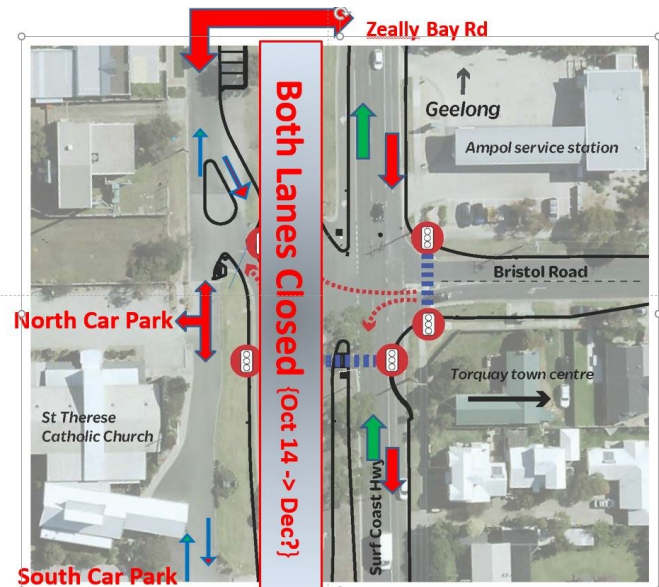 Zeally Bay Rd
Geelong
Ampol service station
Both Lanes Closed {Oct 14 -> Dec?}
Bristol Road
North Car Park
Torquay town centre
St Therese
Catholic Church
Surf Coast Hwy
South Car Park